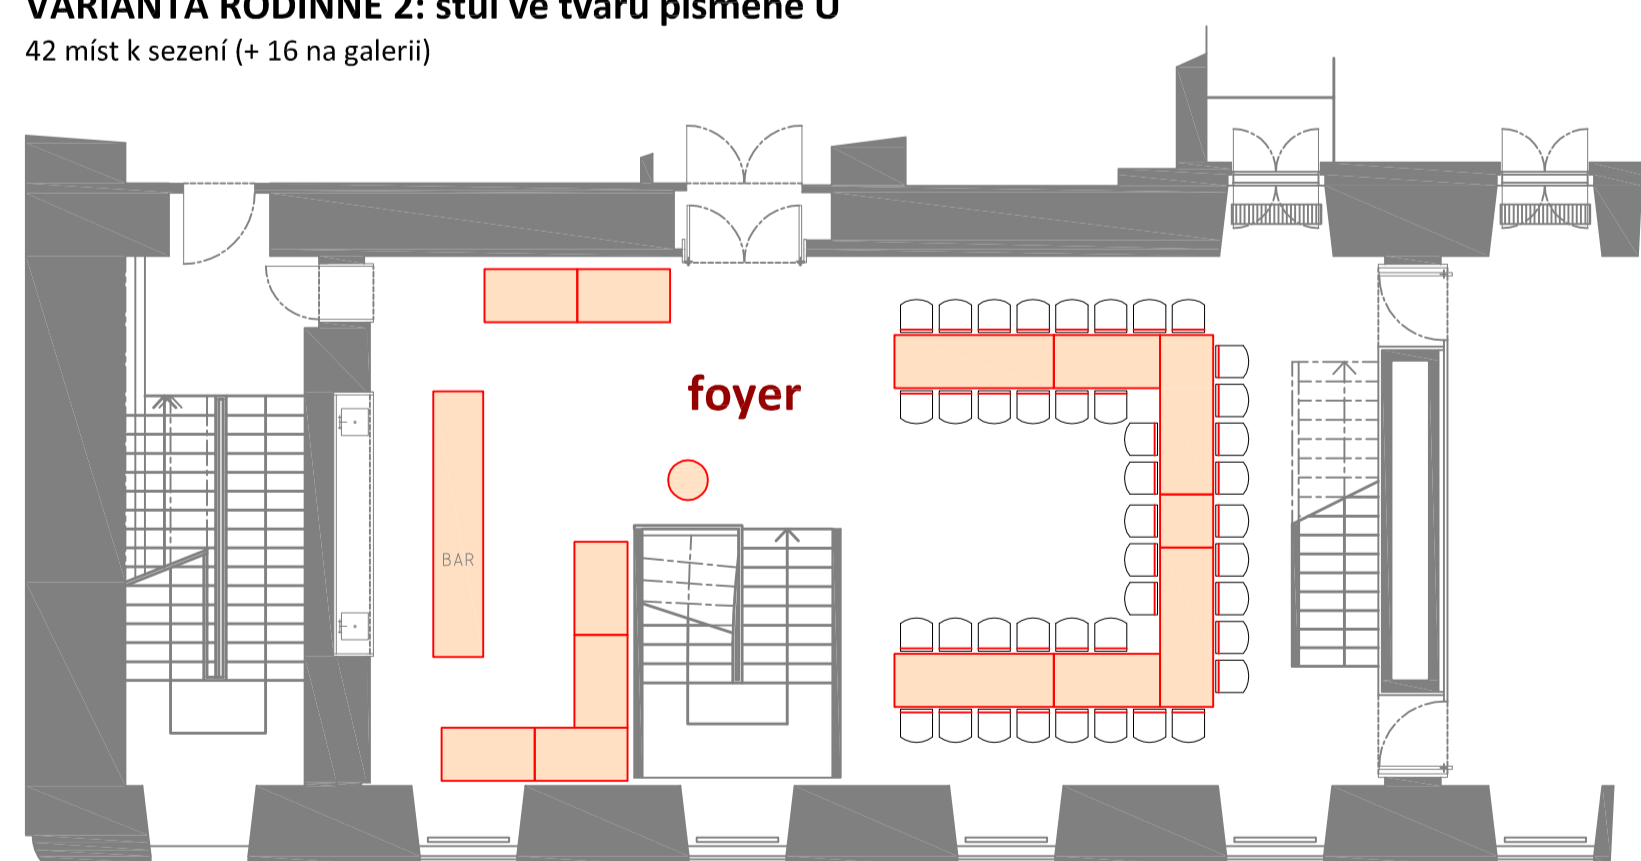 VARIANTA RODINNÉ 2: stůl ve tvaru písmene U
42 míst k sezení (+ 16 na galerii)
foyer
BAR